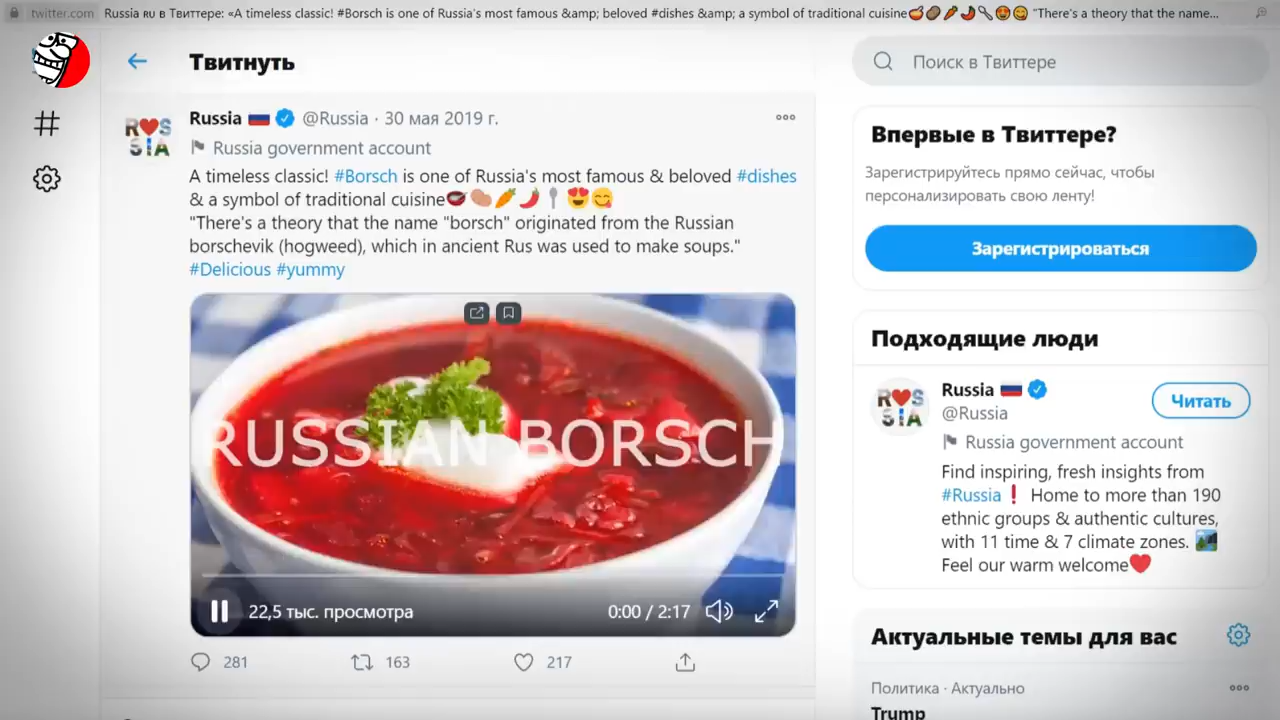 twitter.com Russia RU в Твиттере: «A timeless classic! #Borsch is one of Russia's most famous &amp; beloved #dishes &amp; a symbol of traditional cuisine🍲🥔🥕🌶🥄😍😋 "There's a theory that the name...
Твитнуть
Поиск в Твиттере
R♥S
SIA
Russia 🇷🇺 @Russia · 30 мая 2019 г.
Russia government account
A timeless classic! #Borsch is one of Russia's most famous & beloved #dishes
& a symbol of traditional cuisine🍲🥔🥕🌶🥄😍😋
"There's a theory that the name "borsch" originated from the Russian
borschevik (hogweed), which in ancient Rus was used to make soups."
#Delicious #yummy
RUSSIAN BORSCH
22,5 тыс. просмотра
0:00 / 2:17
281 163 217
Впервые в Твиттере?
Зарегистрируйтесь прямо сейчас, чтобы
персонализировать свою ленту!
Зарегистрироваться
Подходящие люди
R♥S
SIA
Russia 🇷🇺
@Russia
Читать
Russia government account
Find inspiring, fresh insights from
#Russia❗ Home to more than 190
ethnic groups & authentic cultures,
with 11 time & 7 climate zones. 🏞
Feel our warm welcome❤
Актуальные темы для вас
Политика · Актуально
Trump